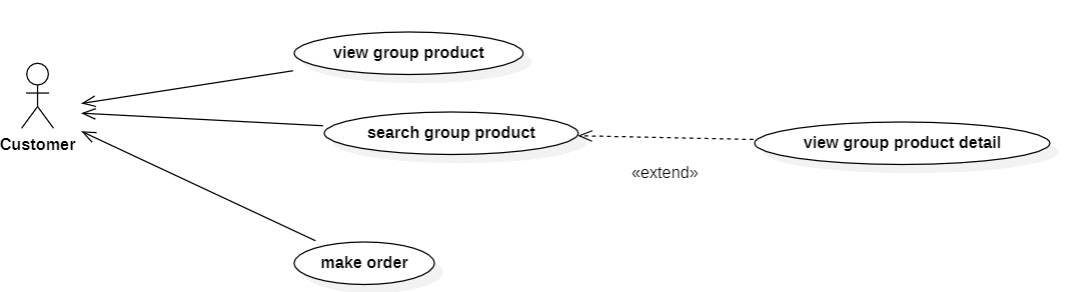 view group product
Customer
search group product
view group product detail
«extend»
make order